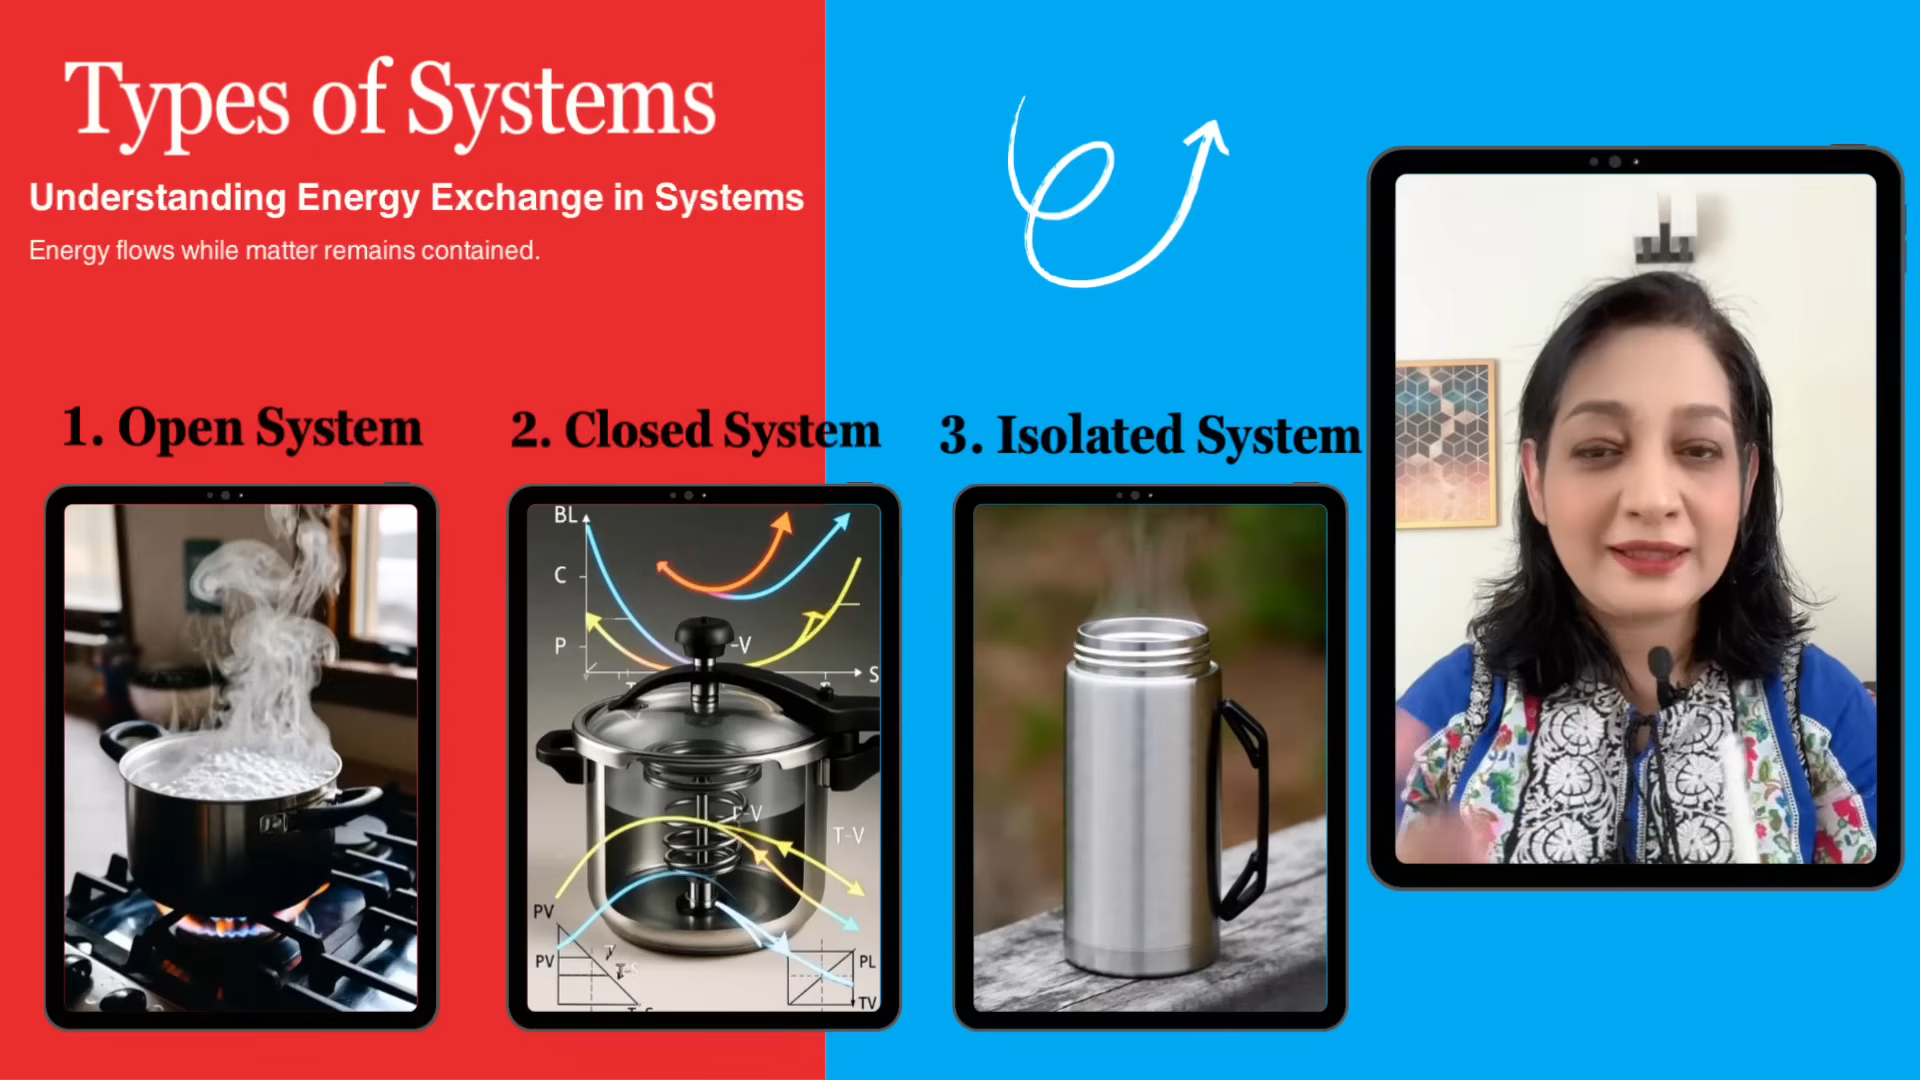 Types of Systems
Understanding Energy Exchange in Systems
Energy flows while matter remains contained.
1. Open System
2. Closed System
3. Isolated System
BL
C
P
-V
S
T-V
PV
PV
PL
TV